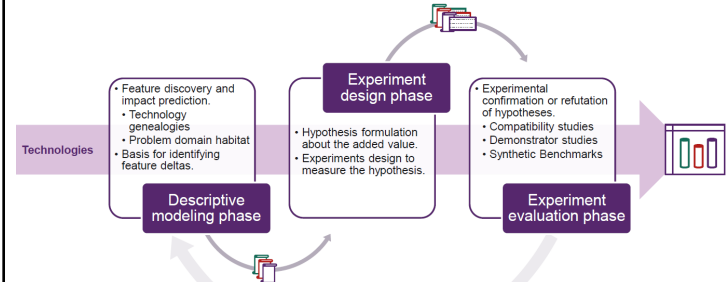 Technologies
• Feature discovery and
impact prediction.
• Technology
genealogies
• Problem domain habitat
• Basis for identifying
feature deltas.
Descriptive
modeling phase
Experiment
design phase
• Hypothesis formulation
about the added value.
• Experiments design to
measure the hypothesis.
• Experimental
confirmation or refutation
of hypotheses.
• Compatibility studies
• Demonstrator studies
• Synthetic Benchmarks
Experiment
evaluation phase